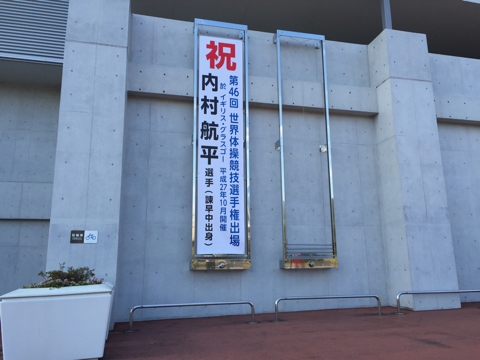 祝
第46回 世界体操競技選手権出場
於 イギリス・グラスゴー 平成27年10月開催
内村航平 選手(諫早中出身)